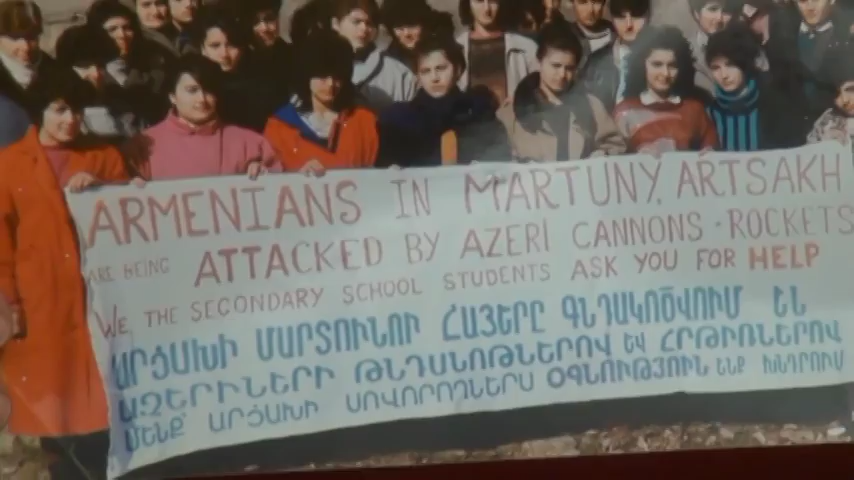 ARMENIANS IN MARTUNY, ARTSAKH
ARE BEING ATTACKED BY AZERI CANNONS · ROCKETS
WE, THE SECONDARY SCHOOL STUDENTS ASK YOU FOR HELP
ԱՐՑԱԽԻ ՄԱՐՏՈՒՆՈՒ ՀԱՅԵՐԸ ԳՆԴԱԿՈԾՎՈՒՄ ԵՆ
ԱԶԵՐԻՆԵՐԻ ԹՆԴԱՆՈԹՆԵՐՈՎ ԵՎ ՀՐԹԻՌՆԵՐՈՎ
ՄԵՆՔ ԱՐՑԱԽԻ ՍՈՎՈՐՈՂՆԵՐՍ ՕԳՆՈՒԹՅՈՒՆ ԵՆՔ ԽՆԴՐՈՒՄ